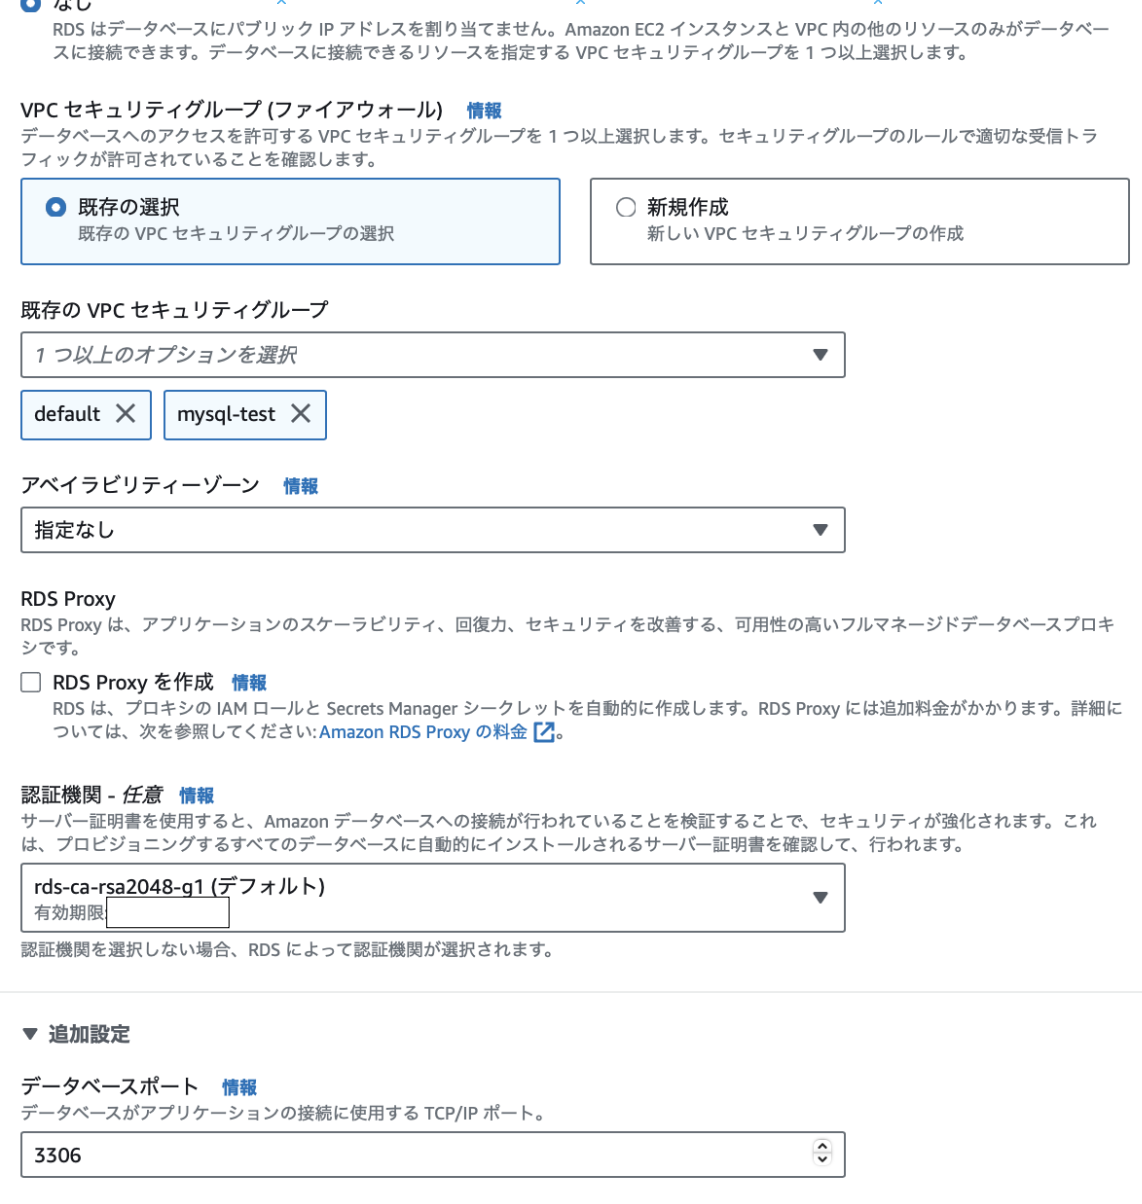 なし
RDS はデータベースにパブリック IP アドレスを割り当てません。Amazon EC2 インスタンスと VPC 内の他のリソースのみがデータベー
スに接続できます。データベースに接続できるリソースを指定する VPC セキュリティグループを 1 つ以上選択します。
VPC セキュリティグループ (ファイアウォール) 情報
データベースへのアクセスを許可する VPC セキュリティグループを 1 つ以上選択します。セキュリティグループのルールで適切な受信トラ
フィックが許可されていることを確認します。
既存の選択
既存の VPC セキュリティグループの選択
新規作成
新しい VPC セキュリティグループの作成
既存の VPC セキュリティグループ
1 つ以上のオプションを選択
default
mysql-test
アベイラビリティーゾーン 情報
指定なし
RDS Proxy
RDS Proxy は、アプリケーションのスケーラビリティ、回復力、セキュリティを改善する、可用性の高いフルマネージドデータベースプロキ
シです。
RDS Proxy を作成 情報
RDS は、プロキシの IAM ロールと Secrets Manager シークレットを自動的に作成します。RDS Proxy には追加料金がかかります。詳細に
ついては、次を参照してください:Amazon RDS Proxy の料金 。
認証機関 - 任意 情報
サーバー証明書を使用すると、Amazon データベースへの接続が行われていることを検証することで、セキュリティが強化されます。これ
は、プロビジョニングするすべてのデータベースに自動的にインストールされるサーバー証明書を確認して、行われます。
rds-ca-rsa2048-g1 (デフォルト)
有効期限:
認証機関を選択しない場合、RDS によって認証機関が選択されます。
▼ 追加設定
データベースポート 情報
データベースがアプリケーションの接続に使用する TCP/IP ポート。
3306